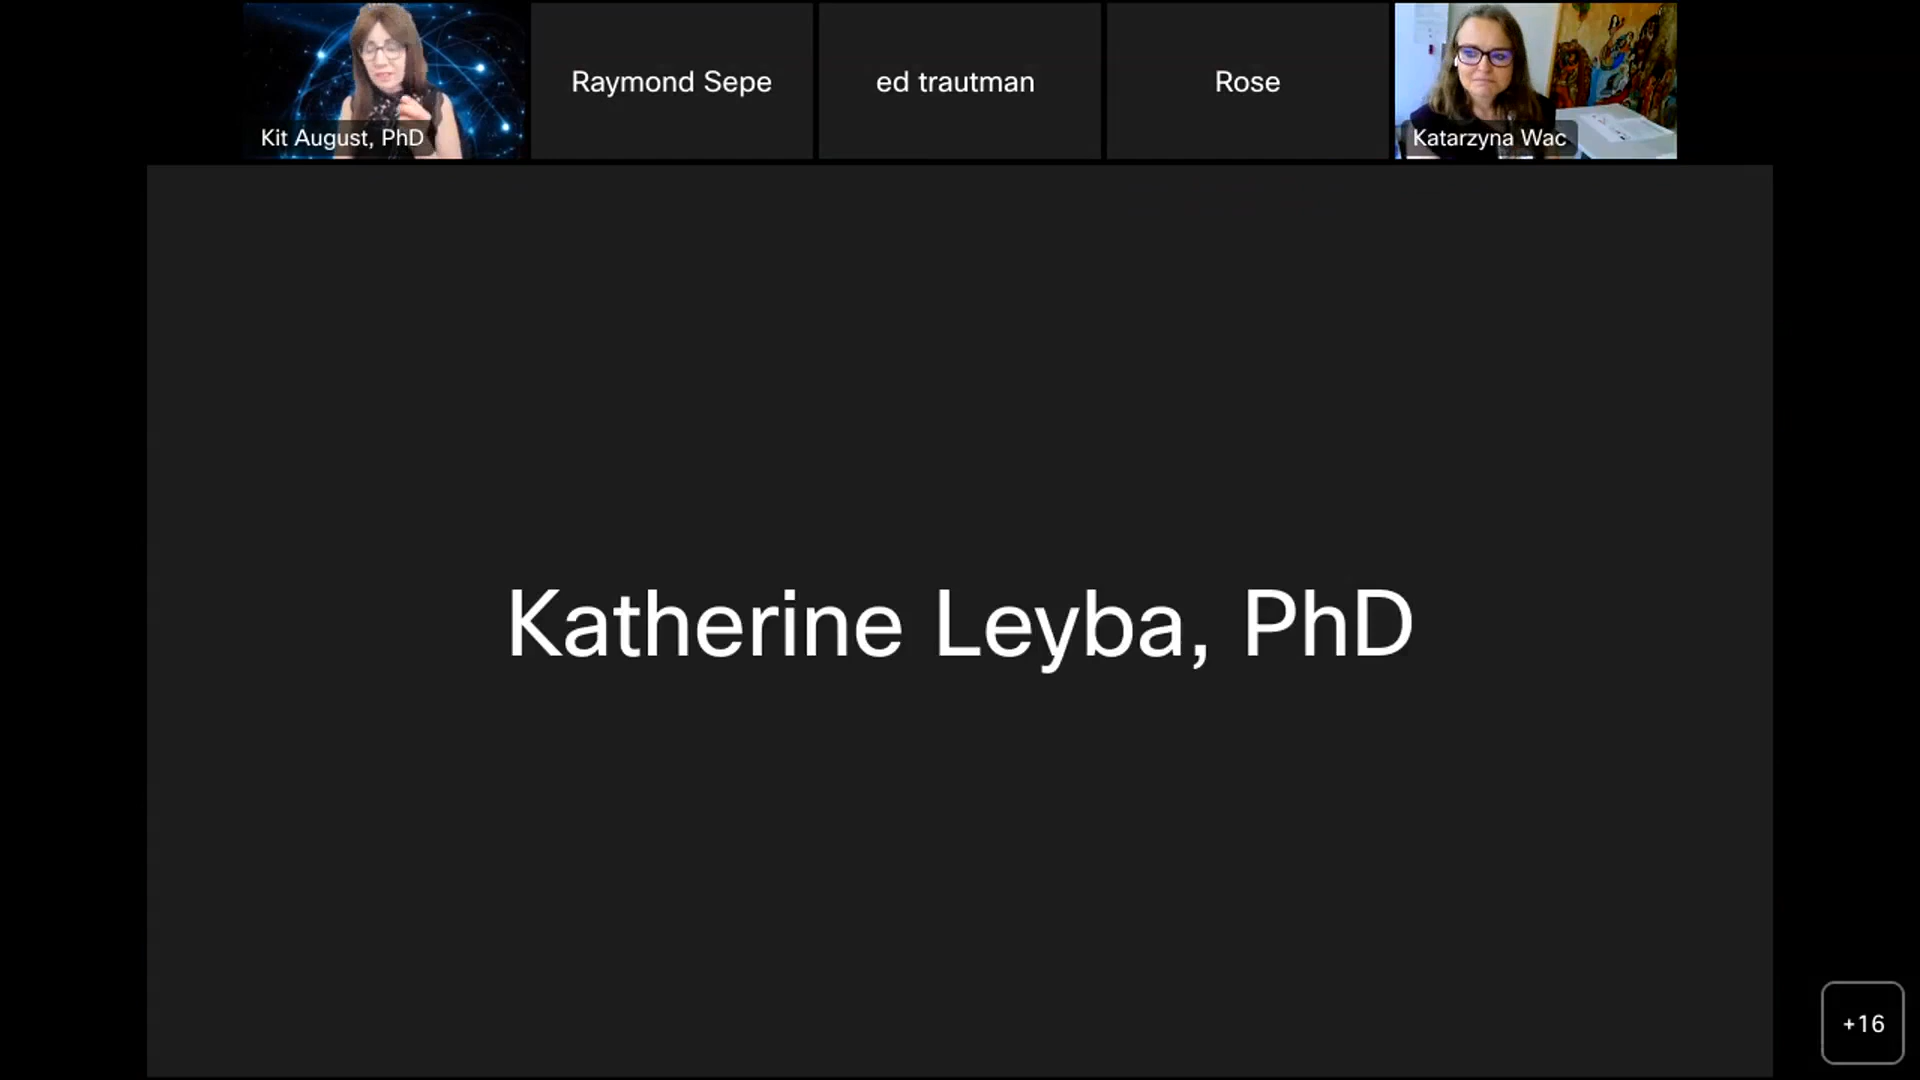 Kit August, PhD
Raymond Sepe
ed trautman
Rose
Katarzyna Wac
Katherine Leyba, PhD
+16